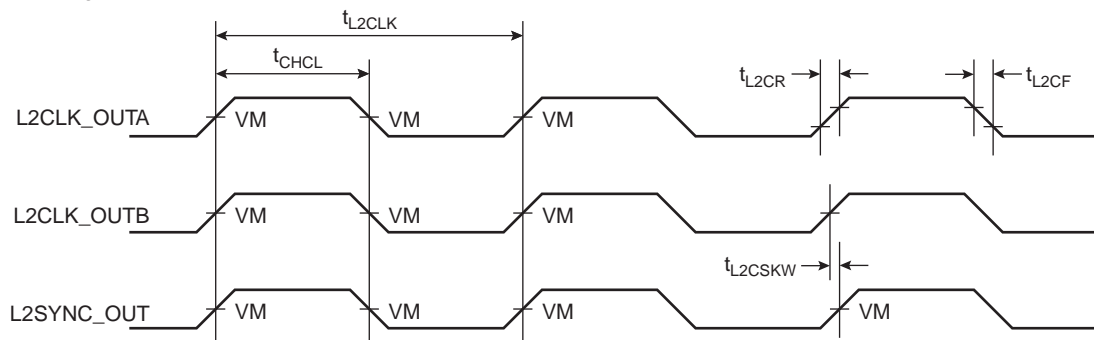 tL2CLK
tCHCL
tL2CR
tL2CF
L2CLK_OUTA VM VM VM
L2CLK_OUTB VM VM VM
tL2CSKW
L2SYNC_OUT VM VM VM VM